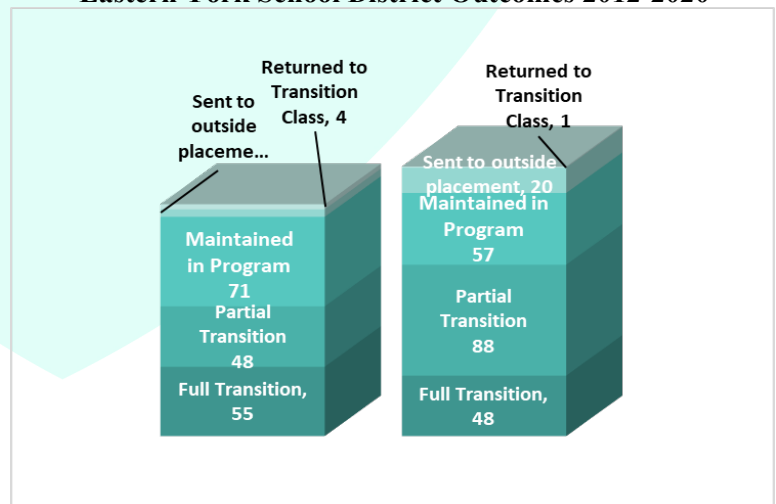 Sent to
outside
placeme...
Returned to
Transition
Class, 4
Maintained
in Program
71
Partial
Transition
48
Full Transition,
55
Returned to
Transition
Class, 1
Sent to outside
placement, 20
Maintained in
Program
57
Partial
Transition
88
Full Transition,
48